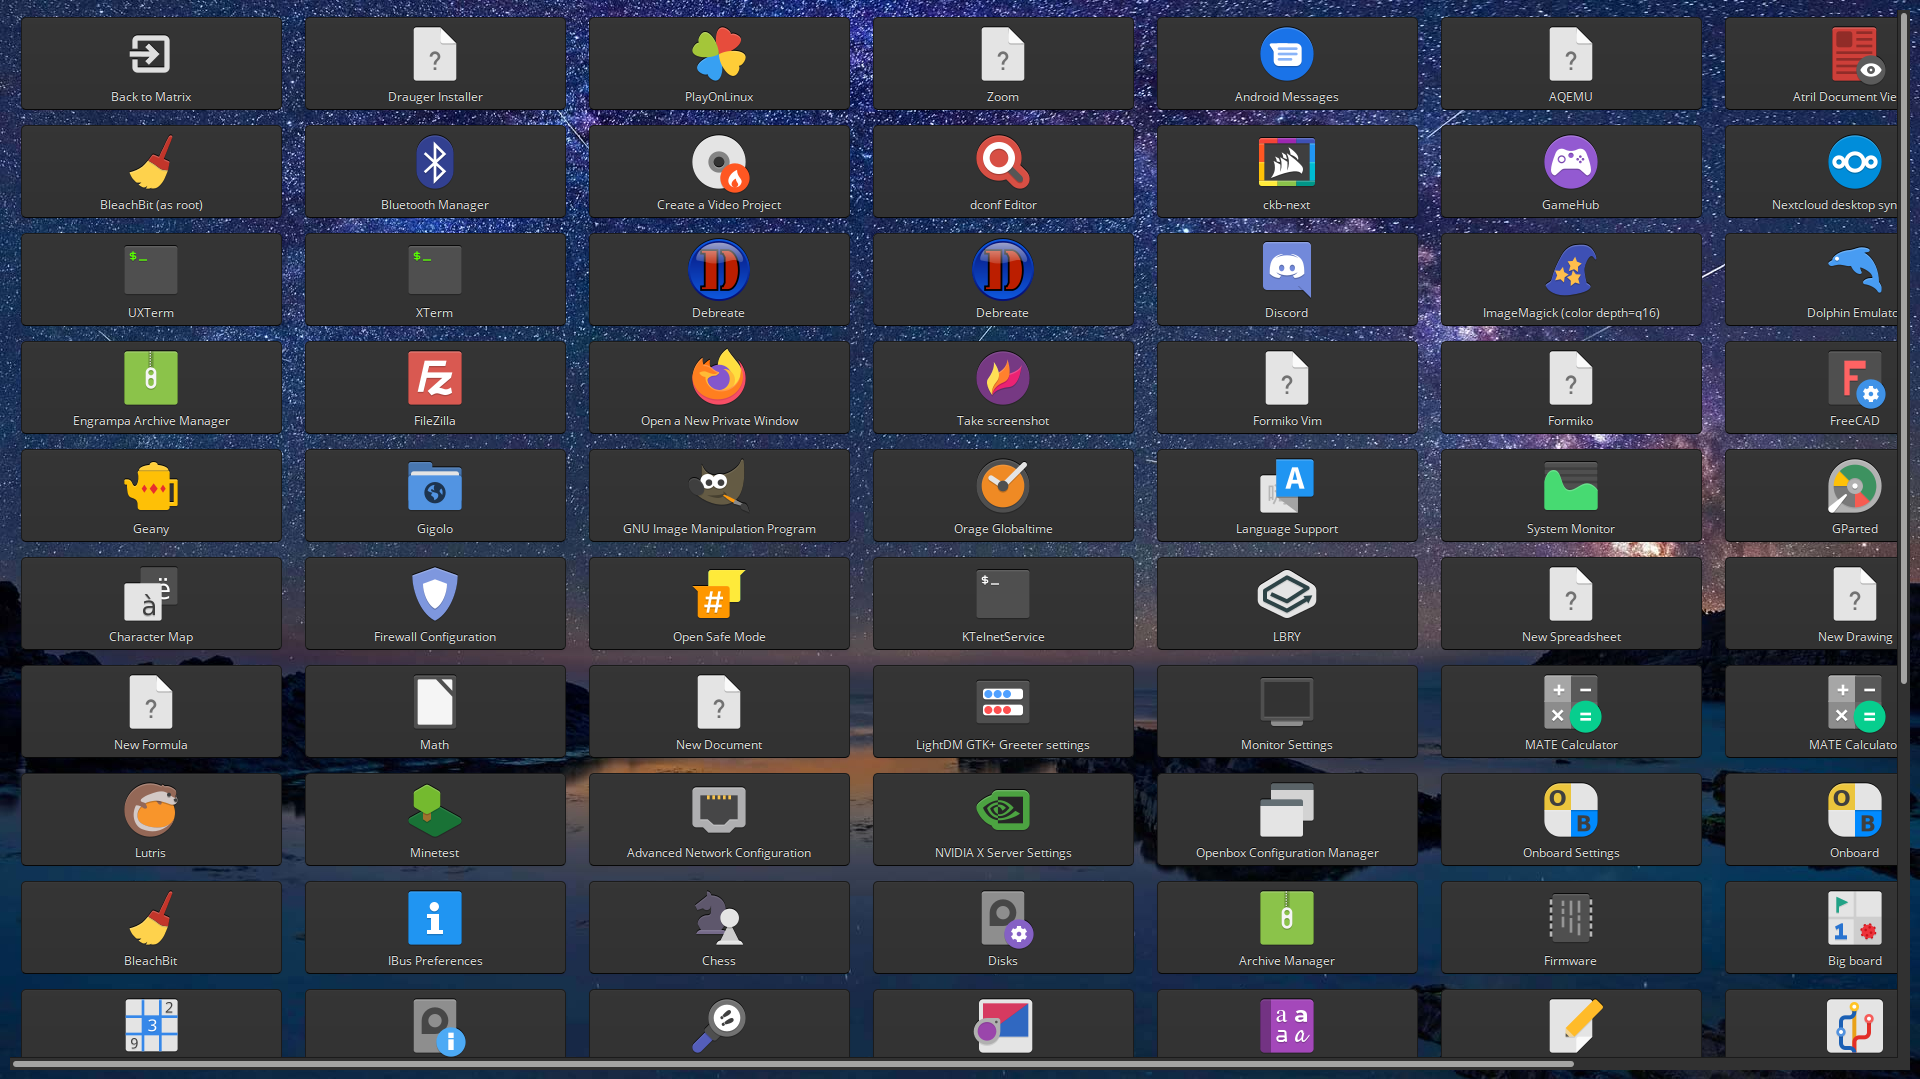 Back to Matrix
Drauger Installer
PlayOnLinux
Zoom
Android Messages
AQEMU
Atril Document Vie
BleachBit (as root)
Bluetooth Manager
Create a Video Project
dconf Editor
ckb-next
GameHub
Nextcloud desktop syn
$_
UXTerm
$_
XTerm
D
Debreate
D
Debreate
Discord
ImageMagick (color depth=q16)
Dolphin Emulato
Engrampa Archive Manager
Fz
FileZilla
Open a New Private Window
Take screenshot
?
Formiko Vim
?
Formiko
F
FreeCAD
Geany
Gigolo
GNU Image Manipulation Program
Orage Globaltime
A
Language Support
System Monitor
GParted
à ë
Character Map
Firewall Configuration
#
Open Safe Mode
$_
KTelnetService
LBRY
?
New Spreadsheet
?
New Drawing
?
New Formula
Math
?
New Document
LightDM GTK+ Greeter settings
Monitor Settings
+ − × =
MATE Calculator
+ − × =
MATE Calculato
Lutris
Minetest
Advanced Network Configuration
NVIDIA X Server Settings
Openbox Configuration Manager
O B
Onboard Settings
O B
Onboard
BleachBit
i
IBus Preferences
Chess
Disks
Archive Manager
Firmware
1
Big board
2
3
9
i
a a
a a